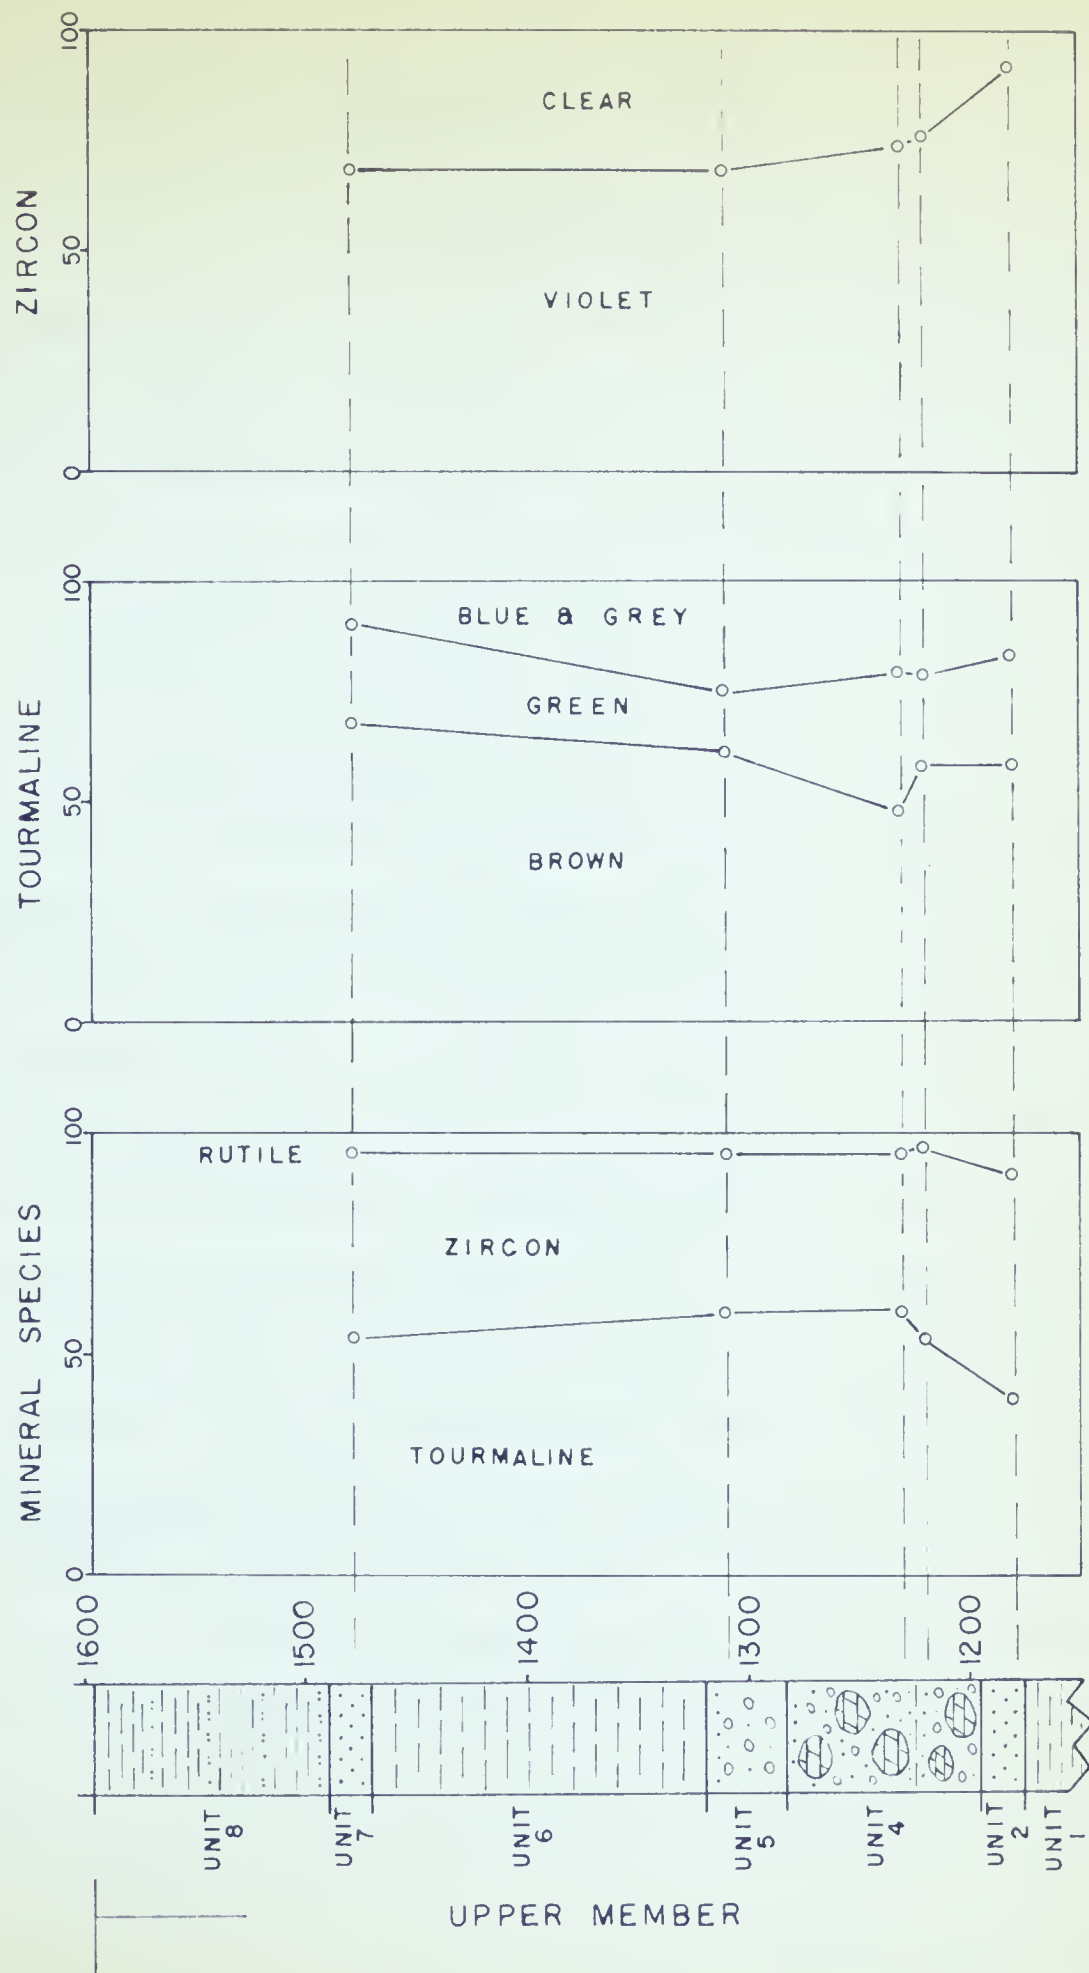 ZIRCON
100
50
0
CLEAR
VIOLET
TOURMALINE
100
50
0
BLUE & GREY
GREEN
BROWN
MINERAL SPECIES
100
50
0
RUTILE
ZIRCON
TOURMALINE
1600
1500
1400
1300
1200
UNIT 8
UNIT 7
UNIT 6
UNIT 5
UNIT 4
UNIT 2
UNIT 1
UPPER MEMBER